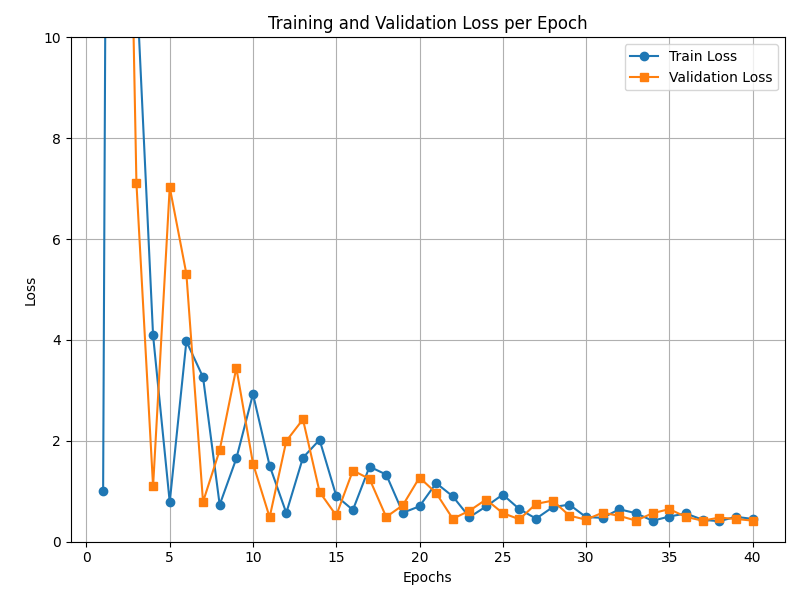 Training and Validation Loss per Epoch
Train Loss
Validation Loss
Loss
10
8
6
4
2
0
0 5 10 15 20 25 30 35 40
Epochs